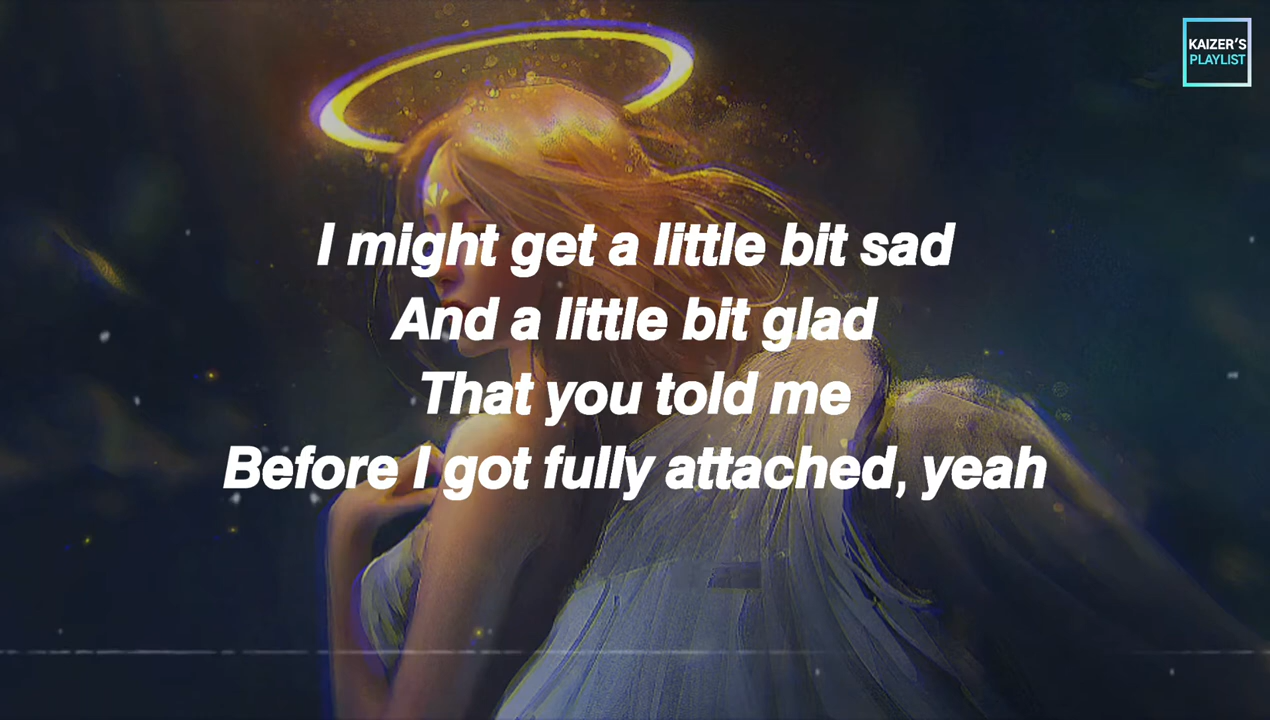 KAIZER'S
PLAYLIST
I might get a little bit sad
And a little bit glad
That you told me
Before I got fully attached, yeah